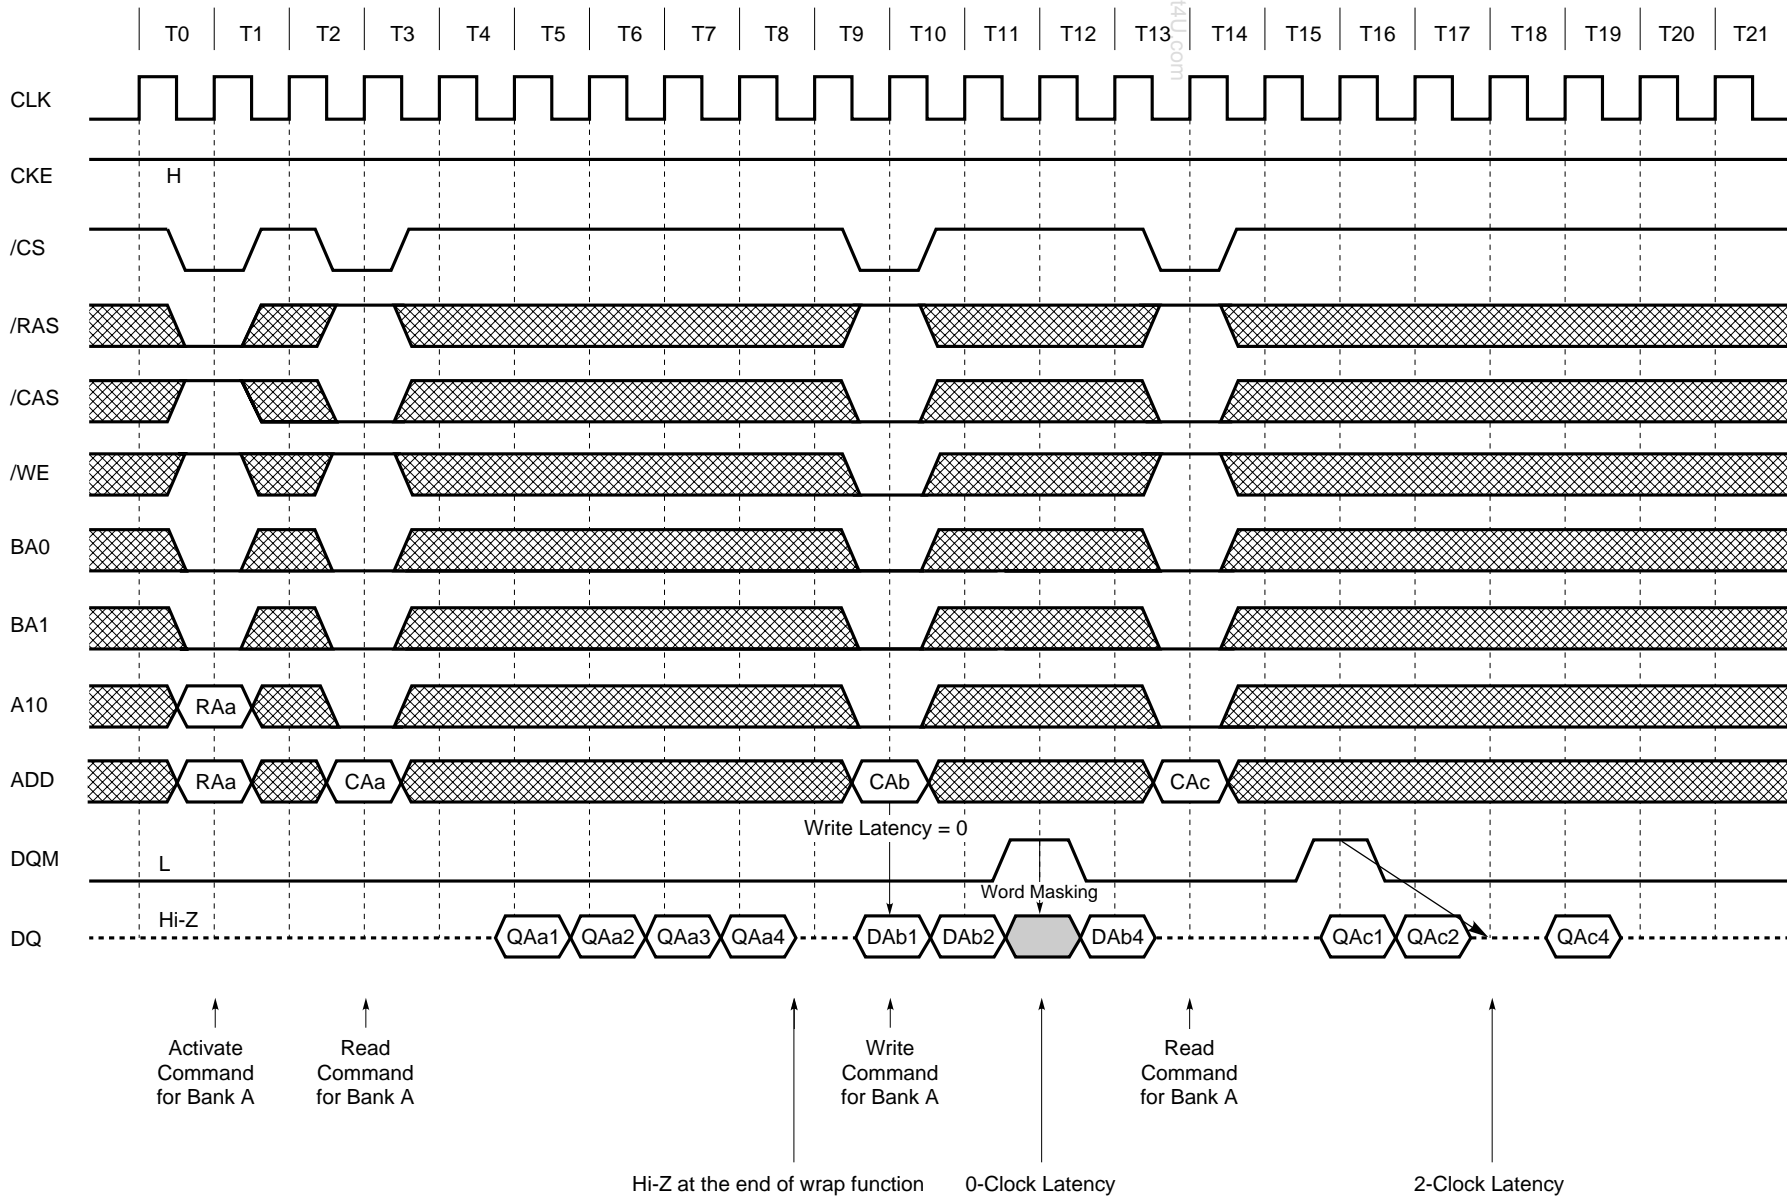 T0 T1 T2 T3 T4 T5 T6 T7 T8 T9 T10 T11 T12 T13 T14 T15 T16 T17 T18 T19 T20 T21
t4U.com
CLK
CKE H
/CS
/RAS
/CAS
/WE
BA0
BA1
A10 RAa
ADD RAa CAa CAb CAc
Write Latency = 0
DQM L
Word Masking
Hi-Z
DQ QAa1 QAa2 QAa3 QAa4 DAb1 DAb2 DAb4 QAc1 QAc2 QAc4
Activate
Command
for Bank A
Read
Command
for Bank A
Write
Command
for Bank A
Read
Command
for Bank A
Hi-Z at the end of wrap function
0-Clock Latency
2-Clock Latency